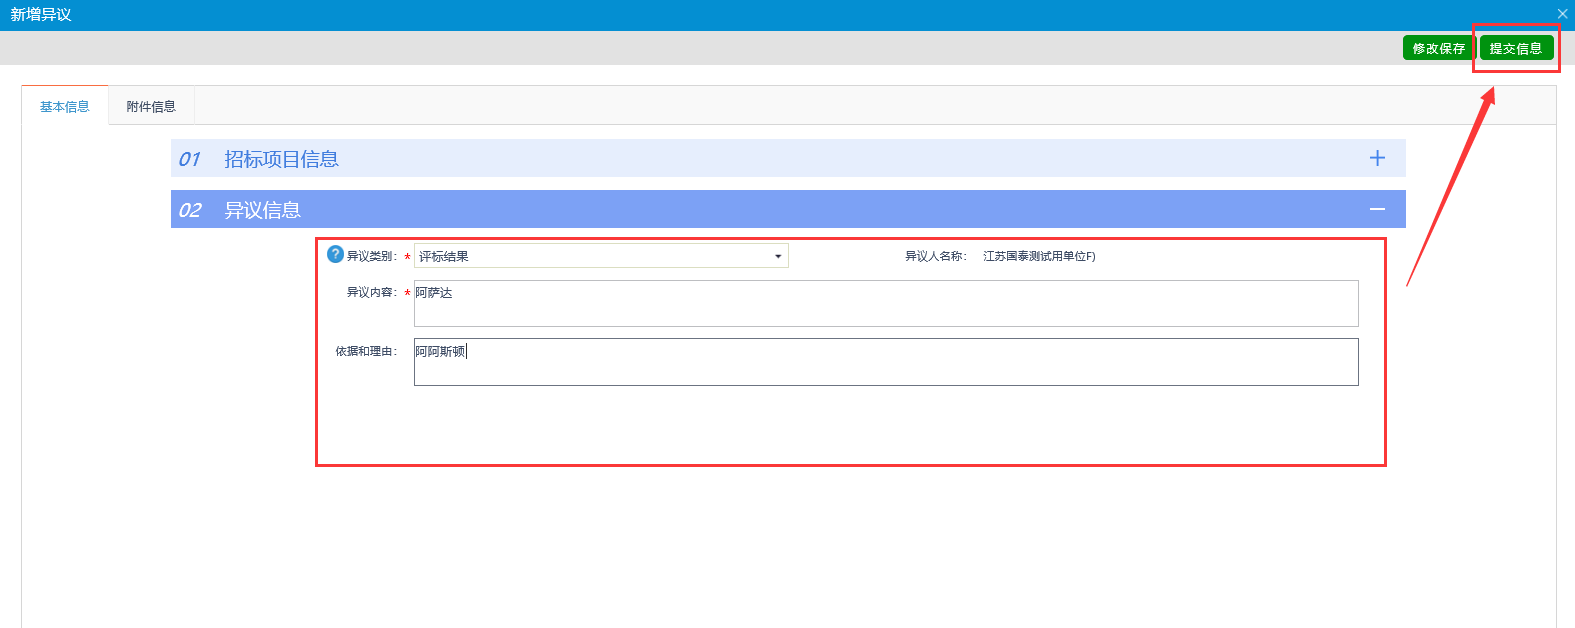 新增异议
修改保存 提交信息
基本信息 附件信息
01 招标项目信息
02 异议信息
异议类别： * 评标结果 异议人名称： 江苏国泰测试用单位F)
异议内容： * 阿萨达
依据和理由： 阿阿斯顿